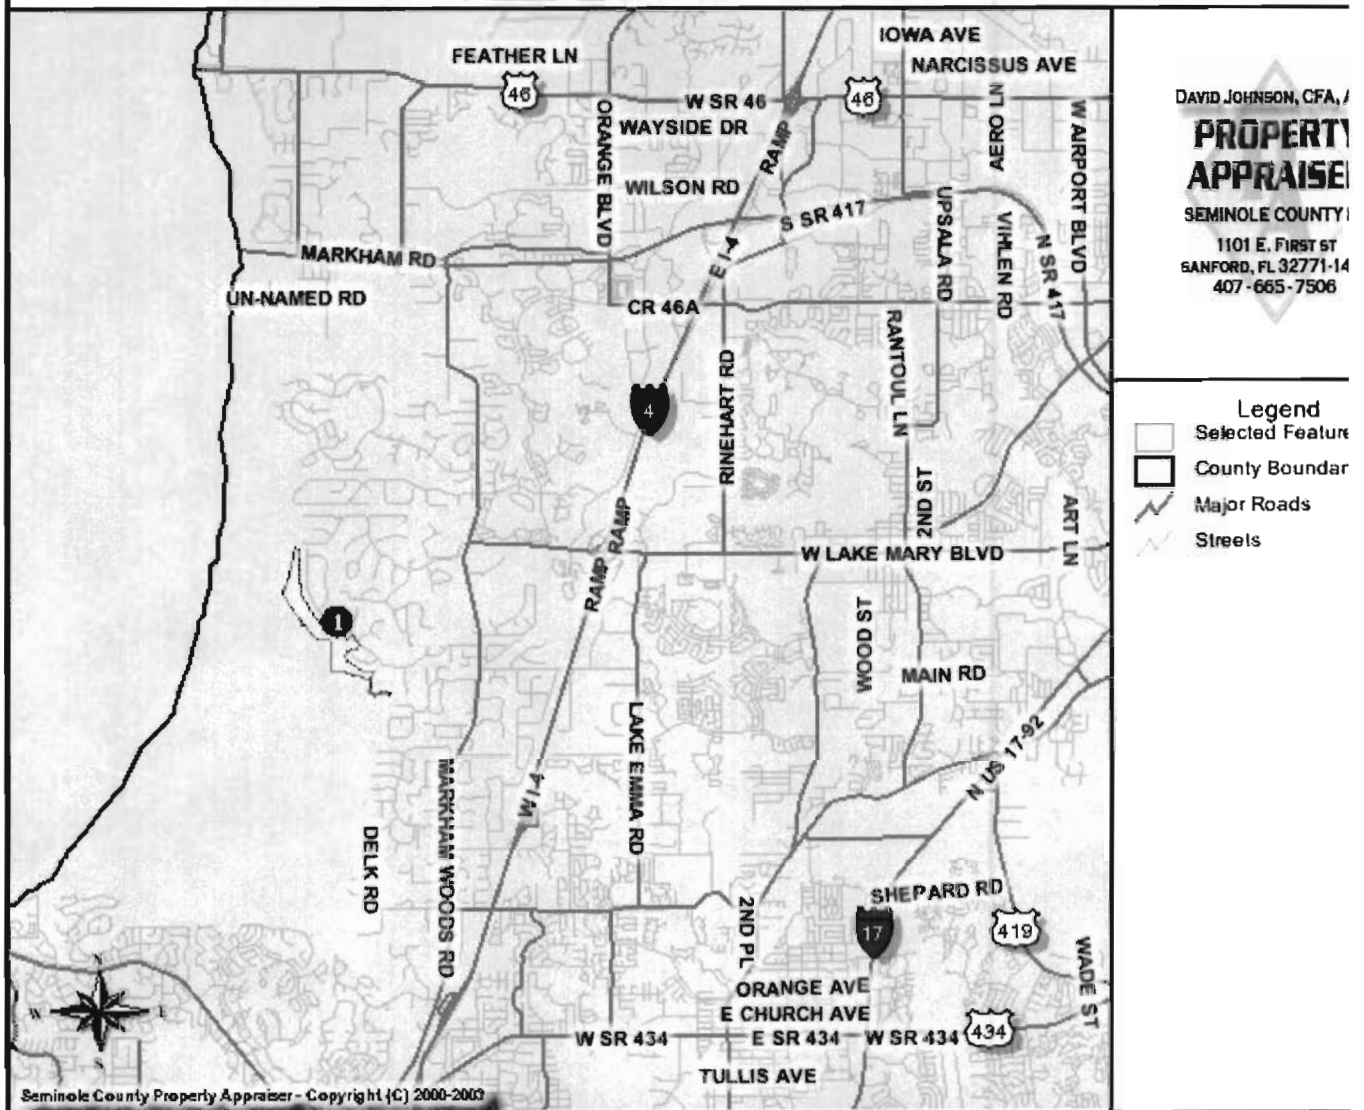 IOWA AVE
FEATHER LN
NARCISSUS AVE
46
46
W SR 46
WAYSIDE DR
ORANGE BLVD
RAMP
AERO LN
W AIRPORT BLVD
WILSON RD
S SR 417
UPSALA RD
VIHLEN RD
N SR 417
MARKHAM RD
E I-4
UN-NAMED RD
CR 46A
RANTOUL LN
RINEHART RD
4
2ND ST
ART LN
RAMP
RAMP
W LAKE MARY BLVD
1
WOOD ST
MAIN RD
LAKE EMMA RD
N US 17-92
MARKHAM WOODS RD
W I-4
DELK RD
SHEPARD RD
2ND PL
17
419
WADE ST
ORANGE AVE
E CHURCH AVE
W SR 434
E SR 434
W SR 434
434
TULLIS AVE
N
W
E
S
Seminole County Property Appraiser - Copyright (C) 2000-2003
DAVID JOHNSON, CFA,
PROPERTY
APPRAISE
SEMINOLE COUNTY
1101 E. FIRST ST
SANFORD, FL 32771-14
407-665-7506
Legend
Selected Feature
County Boundar
Major Roads
Streets